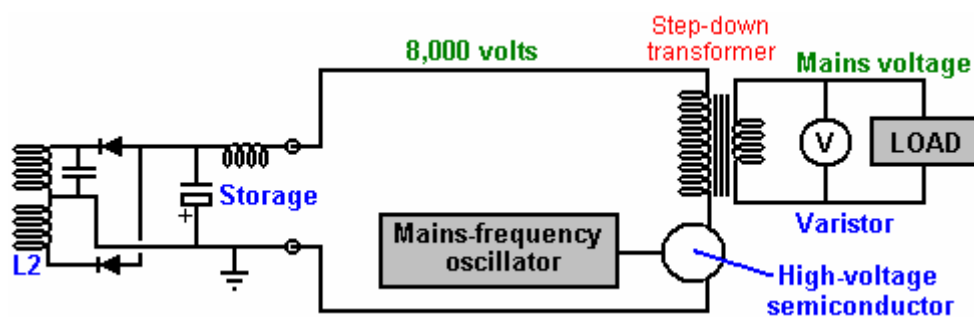 Step-down
transformer
8,000 volts
Mains voltage
V
LOAD
Storage
+
Mains-frequency
oscillator
Varistor
L2
High-voltage
semiconductor